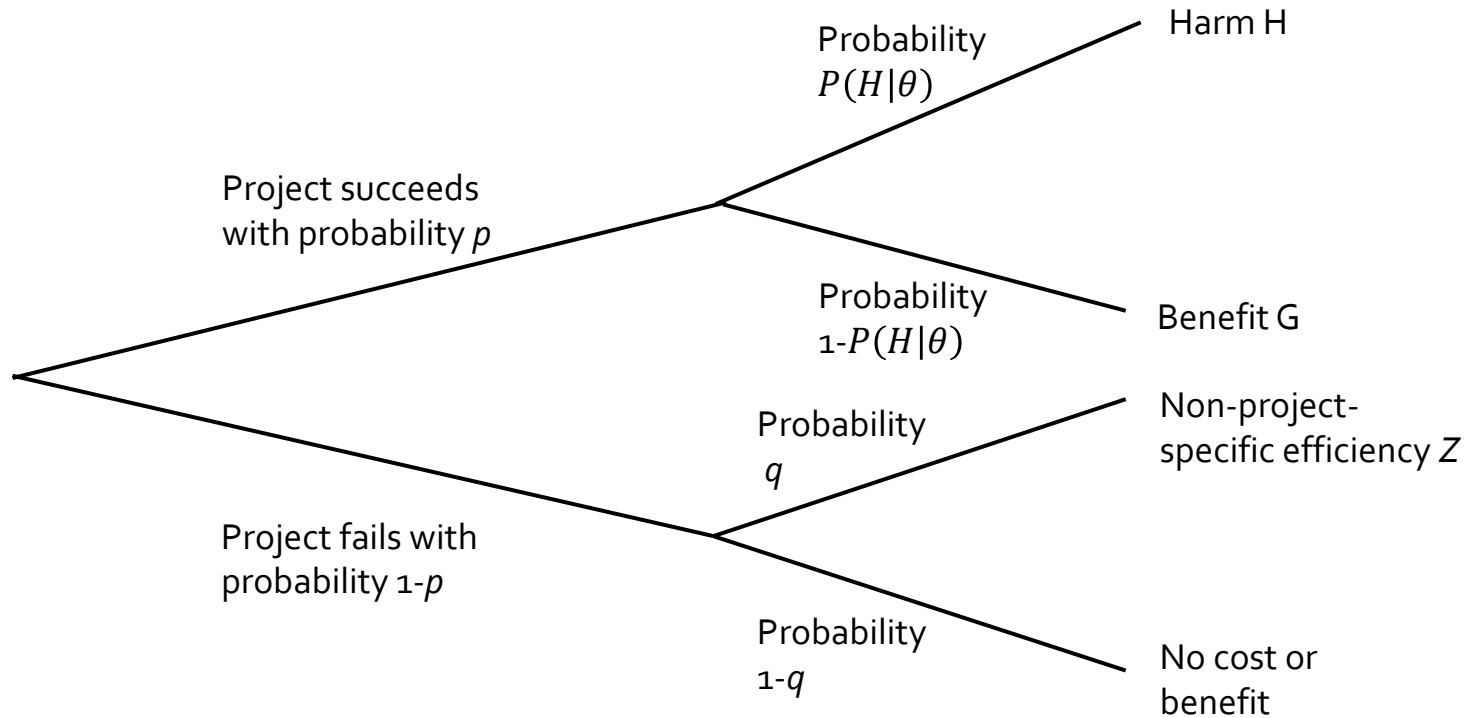 Probability
P(H|θ)
Harm H
Project succeeds
with probability p
Probability
1-P(H|θ)
Benefit G
Non-project-
specific efficiency Z
Probability
q
Project fails with
probability 1-p
Probability
1-q
No cost or
benefit